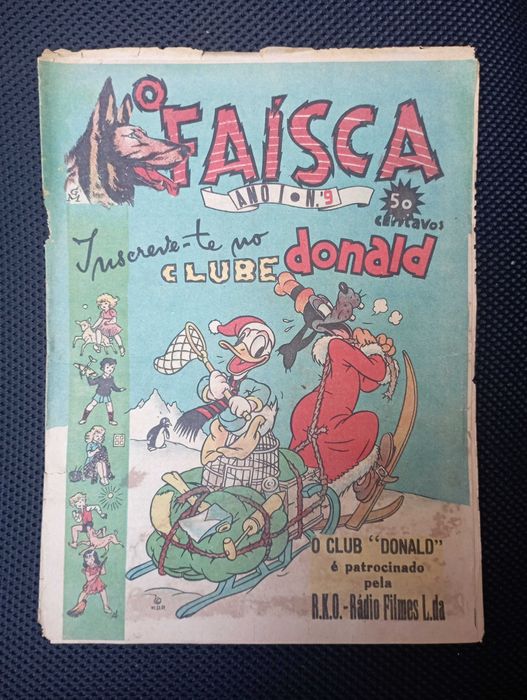 O FAÍSCA
ANO I • N.º 9
50 CENTAVOS
Inscreve-te no
CLUBE donald
O CLUB "DONALD"
é patrocinado
pela
R.K.O.-Rádio Filmes L.da